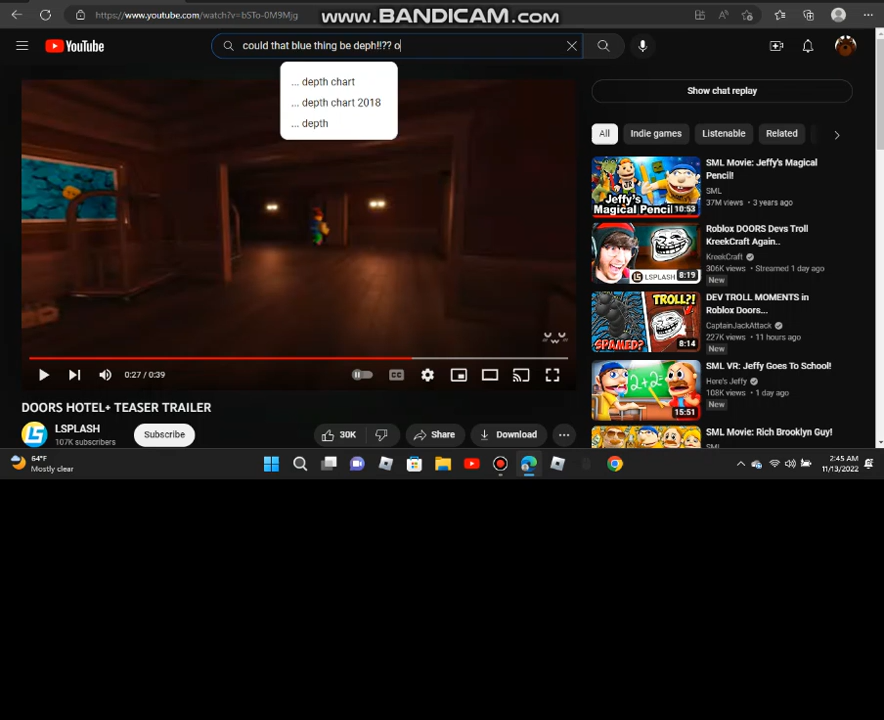 https://www.youtube.com/watch?v=bSTo-0M9Mjg
www.BANDICAM.com
YouTube
could that blue thing be deph!!?? o
... depth chart
... depth chart 2018
... depth
Show chat replay
All
Indie games
Listenable
Related
Jeffy's
Magical Pencil!
10:53
SML Movie: Jeffy's Magical
Pencil!
SML
37M views • 3 years ago
LSPLASH
8:19
Roblox DOORS Devs Troll
KreekCraft Again..
KreekCraft
306K views • Streamed 1 day ago
New
TROLL?!
SPAMED?
8:14
DEV TROLL MOMENTS in
Roblox Doors...
CaptainJackAttack
227K views • 11 hours ago
New
2+2=
15:51
SML VR: Jeffy Goes To School!
Here's Jeffy
108K views • 1 day ago
New
SML Movie: Rich Brooklyn Guy!
0:27 / 0:39
CC
DOORS HOTEL+ TEASER TRAILER
LSPLASH
107K subscribers
Subscribe
30K
Share
Download
64°F
Mostly clear
2:45 AM
11/13/2022